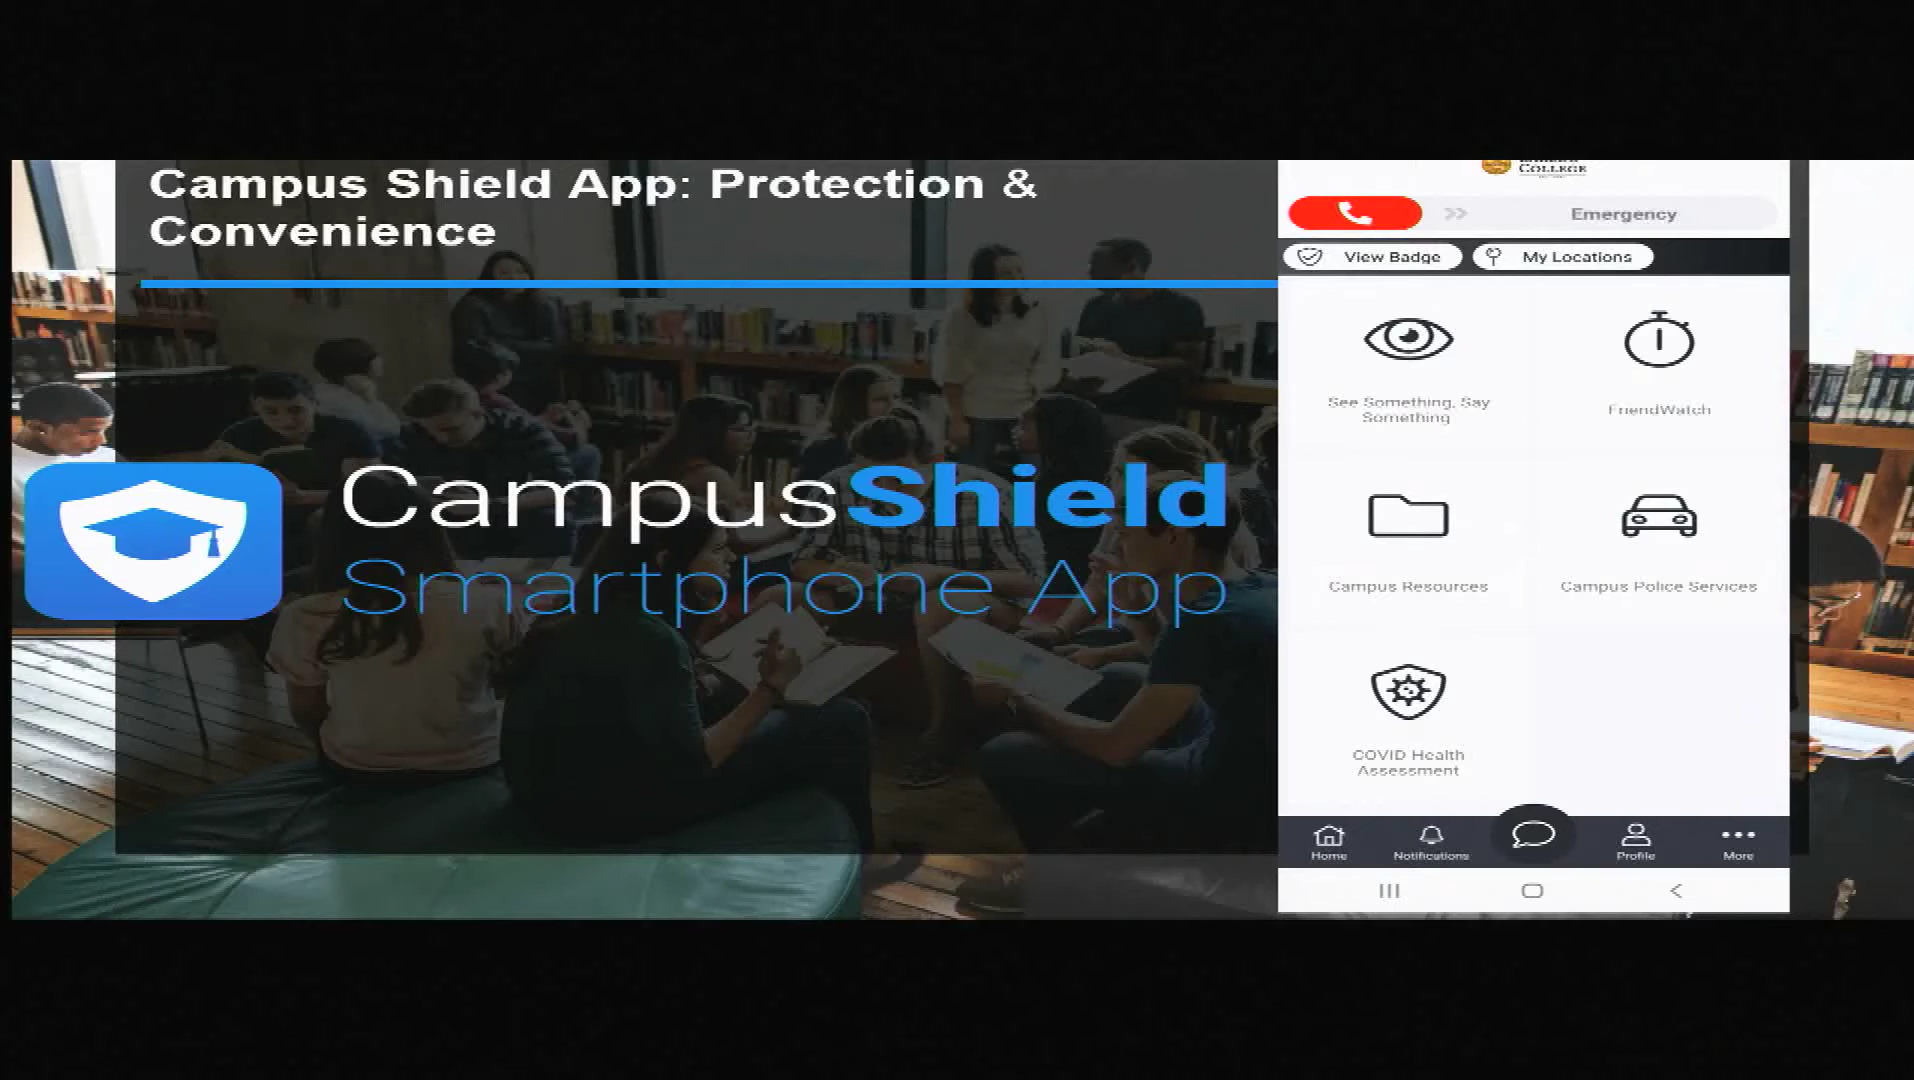 Campus Shield App: Protection &
Convenience
CampusShield
Smartphone App
COLLEGE
Emergency
View Badge
My Locations
See Something, Say
Something
FriendWatch
Campus Resources
Campus Police Services
COVID Health
Assessment
Home
Notifications
Profile
More